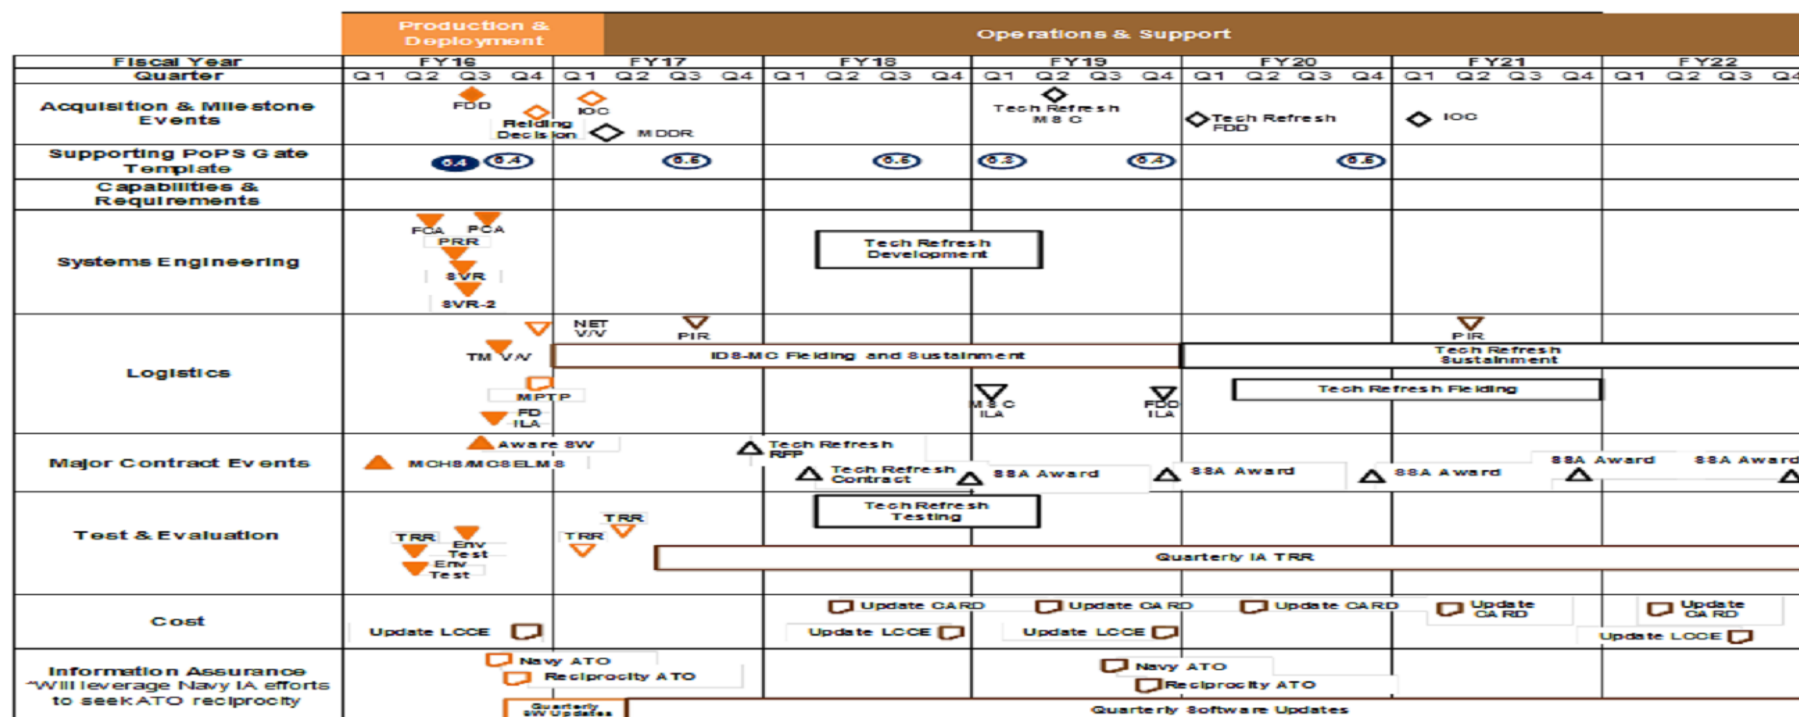 Production &
Deployment
Operations & Support
Fiscal Year FY16 FY17 FY18 FY19 FY20 FY21 FY22
Quarter Q1 Q2 Q3 Q4 Q1 Q2 Q3 Q4 Q1 Q2 Q3 Q4 Q1 Q2 Q3 Q4 Q1 Q2 Q3 Q4 Q1 Q2 Q3 Q4 Q1 Q2 Q3 Q4
Acquisition & Milestone
Events
FDD
Fielding
Decision
IOC
MDDR
Tech Refresh
MSC
Tech Refresh
FDD
IOC
Supporting PoPS Gate
Template
6.4 6.4 6.5 6.5 6.3 6.4 6.5
Capabilities &
Requirements
Systems Engineering
FCA PCA
PRR
SVR
SVR-2
Tech Refresh
Development
Logistics
NET
V/V
PIR
PIR
TM V/V
IDS-MC Fielding and Sustainment
Tech Refresh
Sustainment
MPTP
FD
ILA
MSC
ILA
FDD
ILA
Tech Refresh Fielding
Major Contract Events
Aware SW
MCHS/MCSELMS
Tech Refresh
RFP
Tech Refresh
Contract
SSA Award
SSA Award
SSA Award
SSA Award
SSA Award
Test & Evaluation
TRR
Env
Test
Env
Test
TRR
TRR
Tech Refresh
Testing
Quarterly IA TRR
Cost
Update CARD
Update CARD
Update CARD
Update
CARD
Update
CARD
Update LCCE
Update LCCE
Update LCCE
Update LCCE
Information Assurance
*Will leverage Navy IA efforts
to seek ATO reciprocity
Navy ATO
Reciprocity ATO
Navy ATO
Reciprocity ATO
Quarterly
SW Updates
Quarterly Software Updates